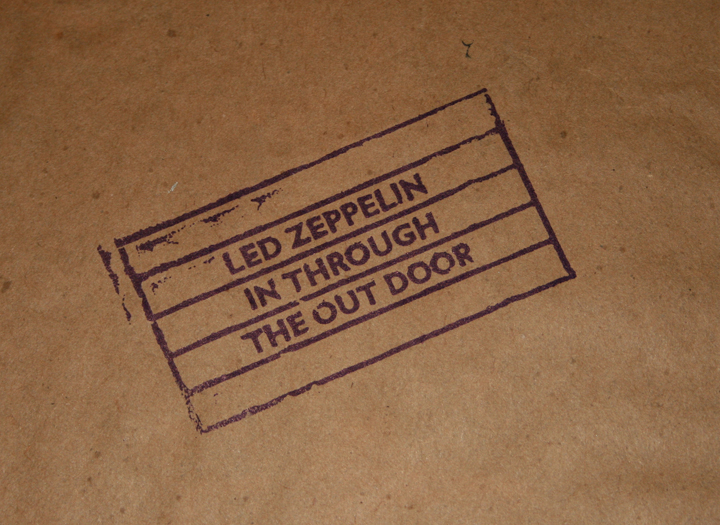 LED ZEPPELIN
IN THROUGH
THE OUT DOOR